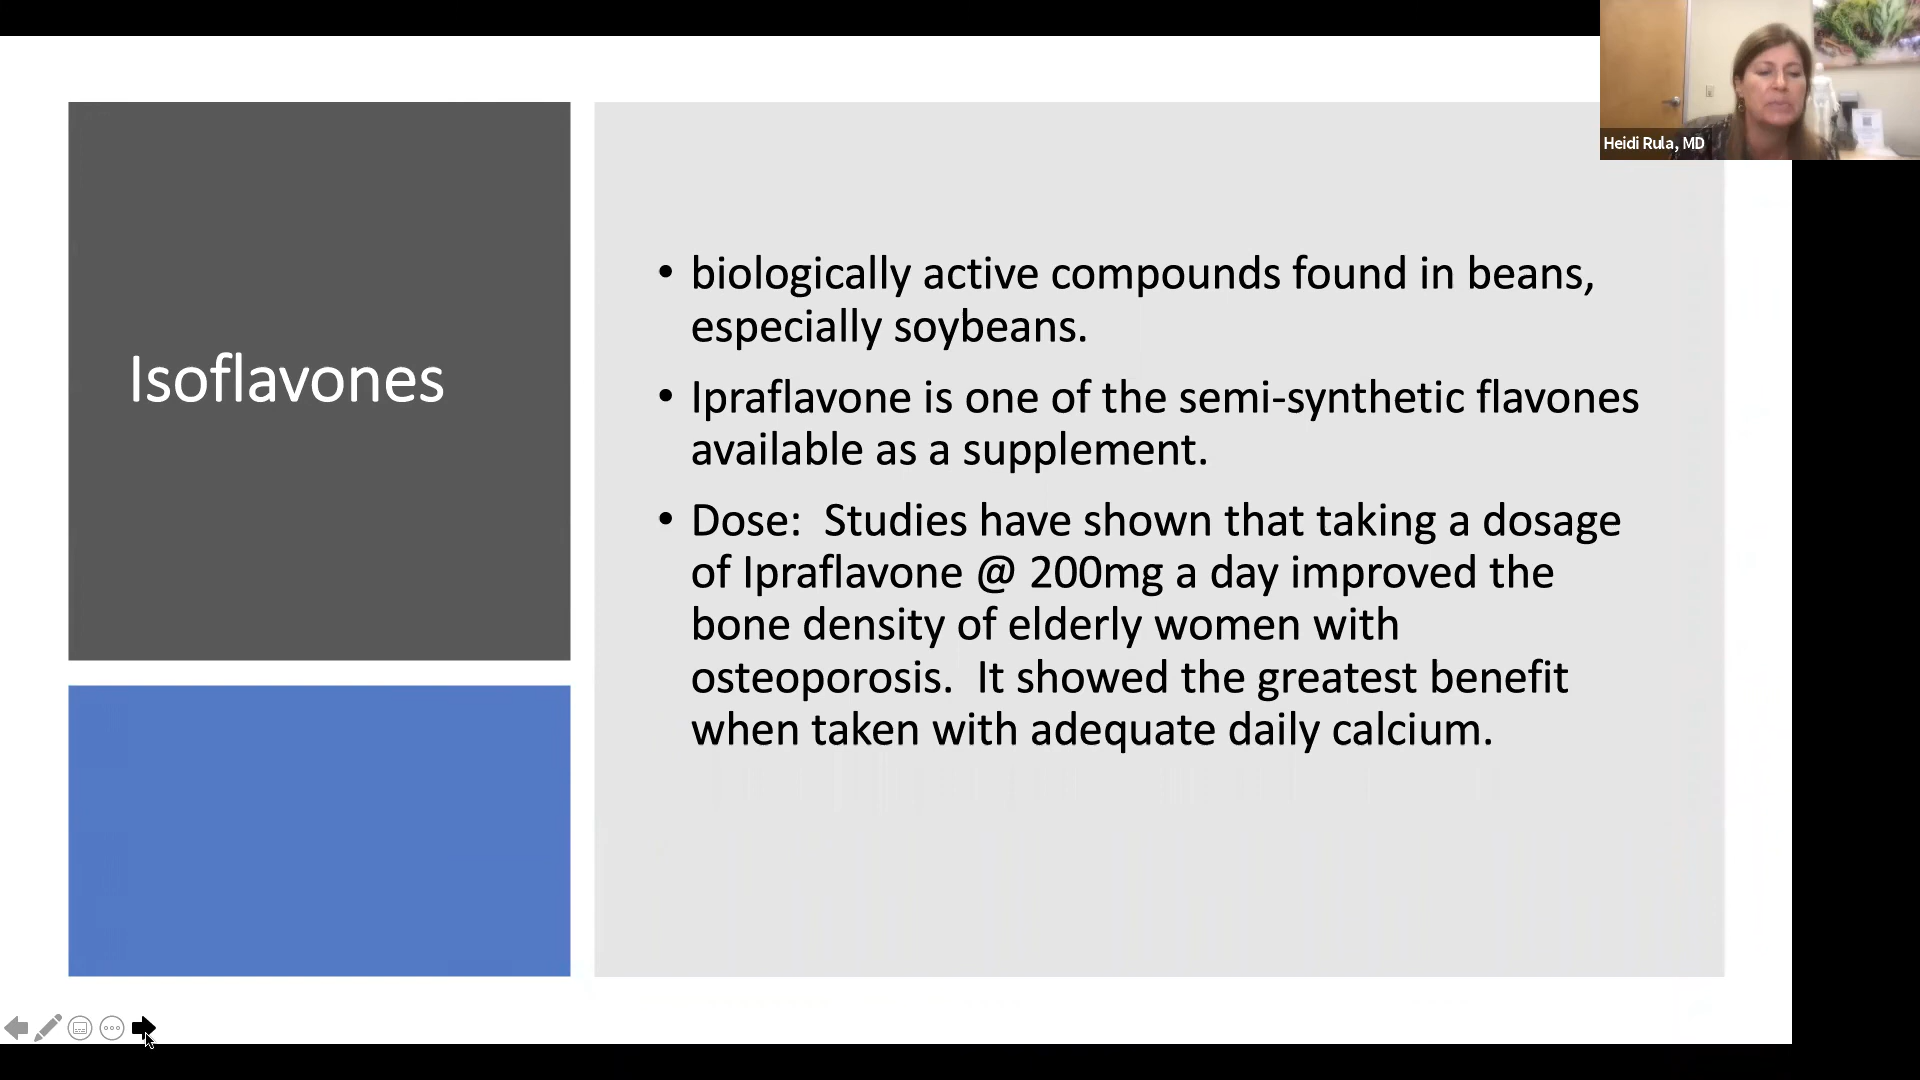 Heidi Rula, MD
Isoflavones
• biologically active compounds found in beans,
especially soybeans.
• Ipraflavone is one of the semi-synthetic flavones
available as a supplement.
• Dose:  Studies have shown that taking a dosage
of Ipraflavone @ 200mg a day improved the
bone density of elderly women with
osteoporosis.  It showed the greatest benefit
when taken with adequate daily calcium.